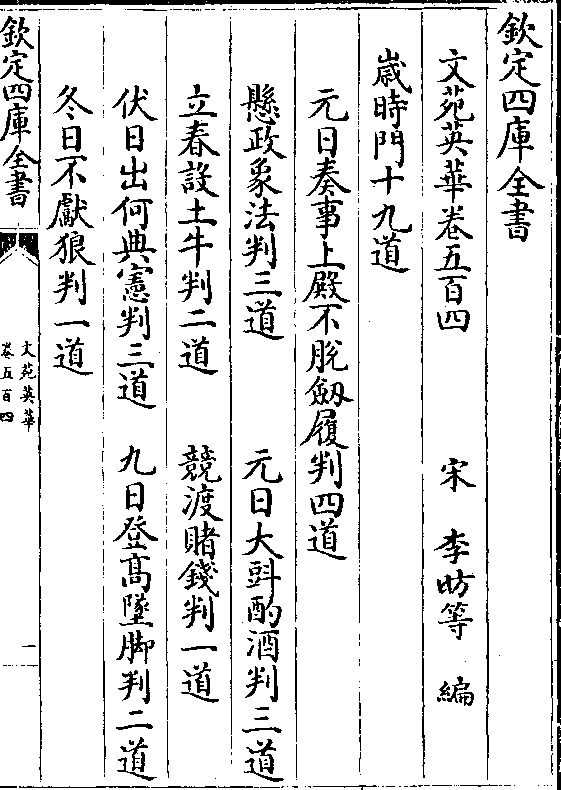 欽定四庫全書
文苑英華卷五百四　宋　李昉等　編
歲時門十九道
元日奏事上殿不脫劔履判四道
懸政象法判三道　元日大㪷酌酒判三道
立春設土牛判二道　競渡賭錢判一道
伏日出何典憲判三道　九日登髙墜脚判二道
冬日不獻狼判一道
欽定四庫全書
文苑英華
卷五百四
一